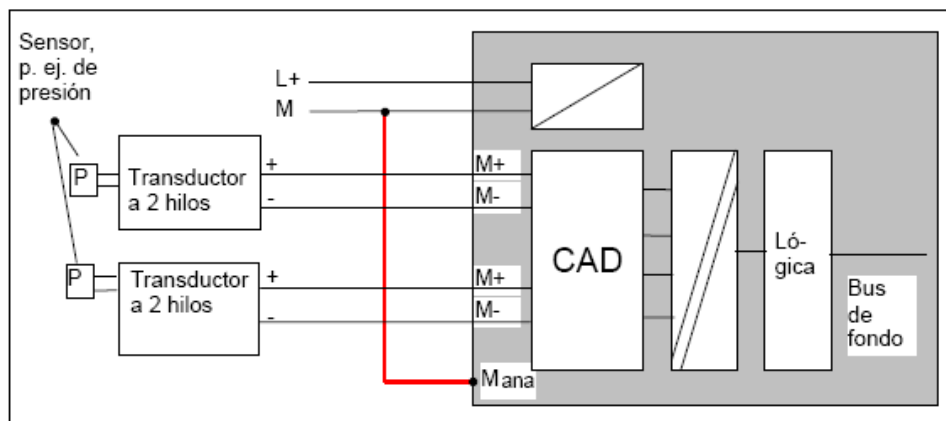 Sensor,
p. ej. de
presión
L+
M
P
Transductor
a 2 hilos
+
-
M+
M-
P
Transductor
a 2 hilos
+
-
M+
M-
CAD
Ló-
gica
Bus
de
fondo
Mana